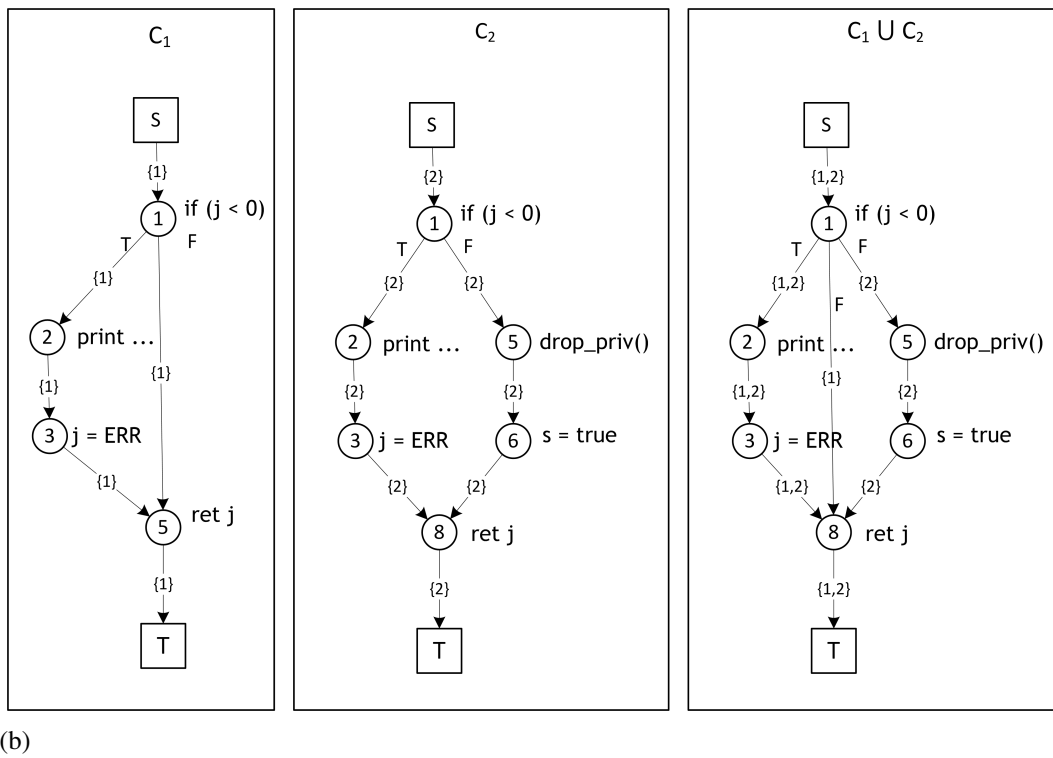 C1
S
{1}
1 if (j < 0)
T F
{1}
2 print ...
{1}
{1}
3 j = ERR
{1}
5 ret j
{1}
T
C2
S
{2}
1 if (j < 0)
T F
{2} {2}
2 print ... 5 drop_priv()
{2} {2}
3 j = ERR 6 s = true
{2} {2}
8 ret j
{2}
T
C1 U C2
S
{1,2}
1 if (j < 0)
T F
{1,2} {2}
F
2 print ... 5 drop_priv()
{1}
{1,2} {2}
3 j = ERR 6 s = true
{1,2} {2}
8 ret j
{1,2}
T
(b)